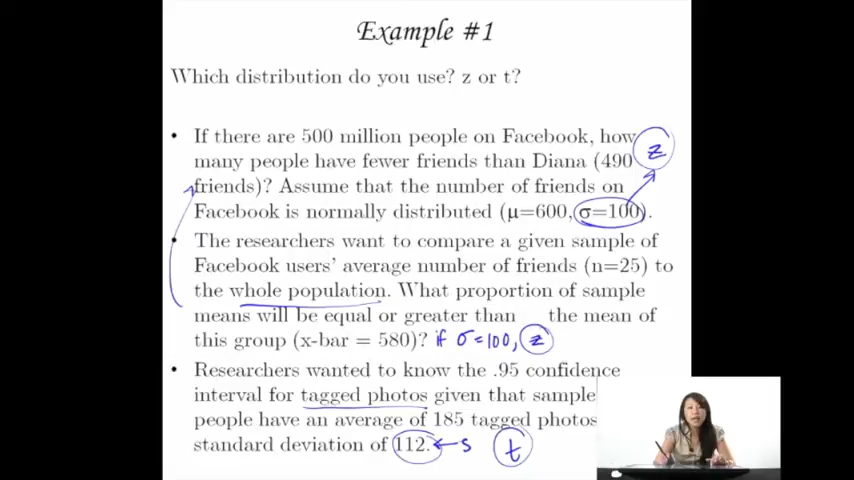 Example #1
Which distribution do you use? z or t?
• If there are 500 million people on Facebook, how
many people have fewer friends than Diana (490 z
friends)? Assume that the number of friends on
Facebook is normally distributed (μ=600, σ=100).
• The researchers want to compare a given sample of
Facebook users' average number of friends (n=25) to
the whole population. What proportion of sample
means will be equal or greater than the mean of
this group (x-bar = 580)? if σ=100, z
• Researchers wanted to know the .95 confidence
interval for tagged photos given that sample
people have an average of 185 tagged photos
standard deviation of 112. ← s t